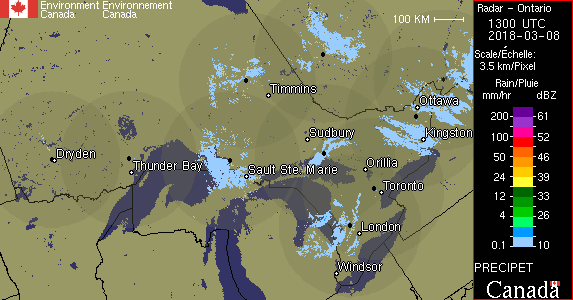 Environment Environnement
Canada Canada
100 KM
Timmins
Ottawa
Kingston
Sudbury
Dryden
Thunder Bay
Sault Ste. Marie
Orillia
Toronto
London
Windsor
Radar - Ontario
1300 UTC
2018-03-08
Scale/Échelle:
3.5 km/Pixel
Rain/Pluie
mm/hr dBZ
200 61
100 52
50 46
24 39
12 33
4 26
0.1 10
PRECIPET
Canada